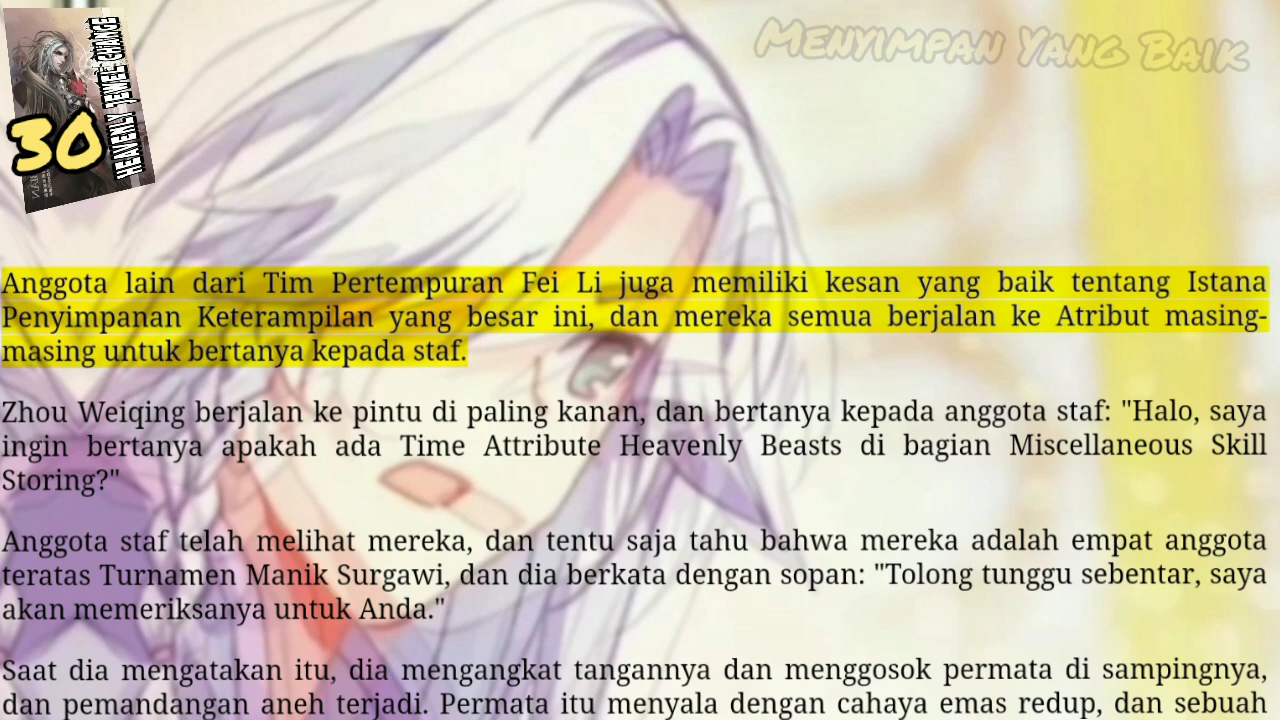 Menyimpan Yang Baik
HEAVENLY JEWEL CHANGE
30
Anggota lain dari Tim Pertempuran Fei Li juga memiliki kesan yang baik tentang Istana
Penyimpanan Keterampilan yang besar ini, dan mereka semua berjalan ke Atribut masing-
masing untuk bertanya kepada staf.
Zhou Weiqing berjalan ke pintu di paling kanan, dan bertanya kepada anggota staf: "Halo, saya
ingin bertanya apakah ada Time Attribute Heavenly Beasts di bagian Miscellaneous Skill
Storing?"
Anggota staf telah melihat mereka, dan tentu saja tahu bahwa mereka adalah empat anggota
teratas Turnamen Manik Surgawi, dan dia berkata dengan sopan: "Tolong tunggu sebentar, saya
akan memeriksanya untuk Anda."
Saat dia mengatakan itu, dia mengangkat tangannya dan menggosok permata di sampingnya,
dan pemandangan aneh terjadi. Permata itu menyala dengan cahaya emas redup, dan sebuah